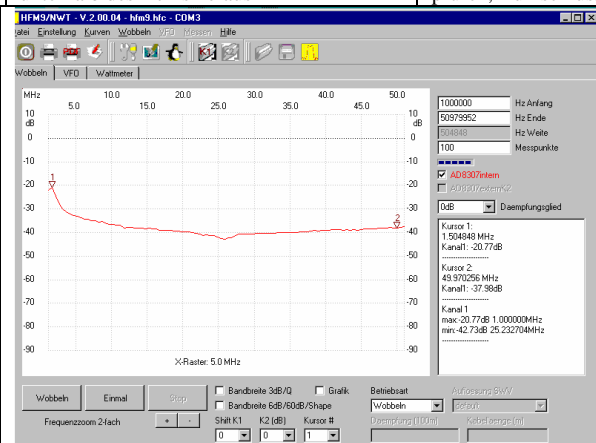 HFM9/NWT - V.2.00.04 - hfm9.hfc - COM3
Datei Einstellung Kurven Wobbeln VFO Messen Hilfe
Wobbeln VFO Wattmeter
MHz 10.0 20.0 30.0 40.0 50.0
5.0 15.0 25.0 35.0 45.0
10 10
dB dB
0 0
-10 -10
-20 -20
-30 -30
-40 -40
-50 -50
-60 -60
-70 -70
-80 -80
-90 -90
1
2
X-Raster: 5.0 MHz
1000000 Hz Anfang
50979952 Hz Ende
504848 Hz Weite
100 Messpunkte
AD8307intern
0dB Daempfungsglied
Kursor 1:
1.504848 MHz
Kanal1: -20.77dB
--------------------
Kursor 2:
49.970256 MHz
Kanal1: -37.98dB
--------------------
Kanal 1
max:-20.77dB 1.000000MHz
min:-42.73dB 25.232704MHz
--------------------
Wobbeln Einmal Stop
Frequenzzoom 2-fach + -
Bandbreite 3dB/Q Grafik
Bandbreite 6dB/60dB/Shape
Shift K1 K2 (dB) Kursor #
0 0 1
Betriebsart
Wobbeln
Aufloesung SWV
default
Daempfung (100m) Kabellaenge (m)